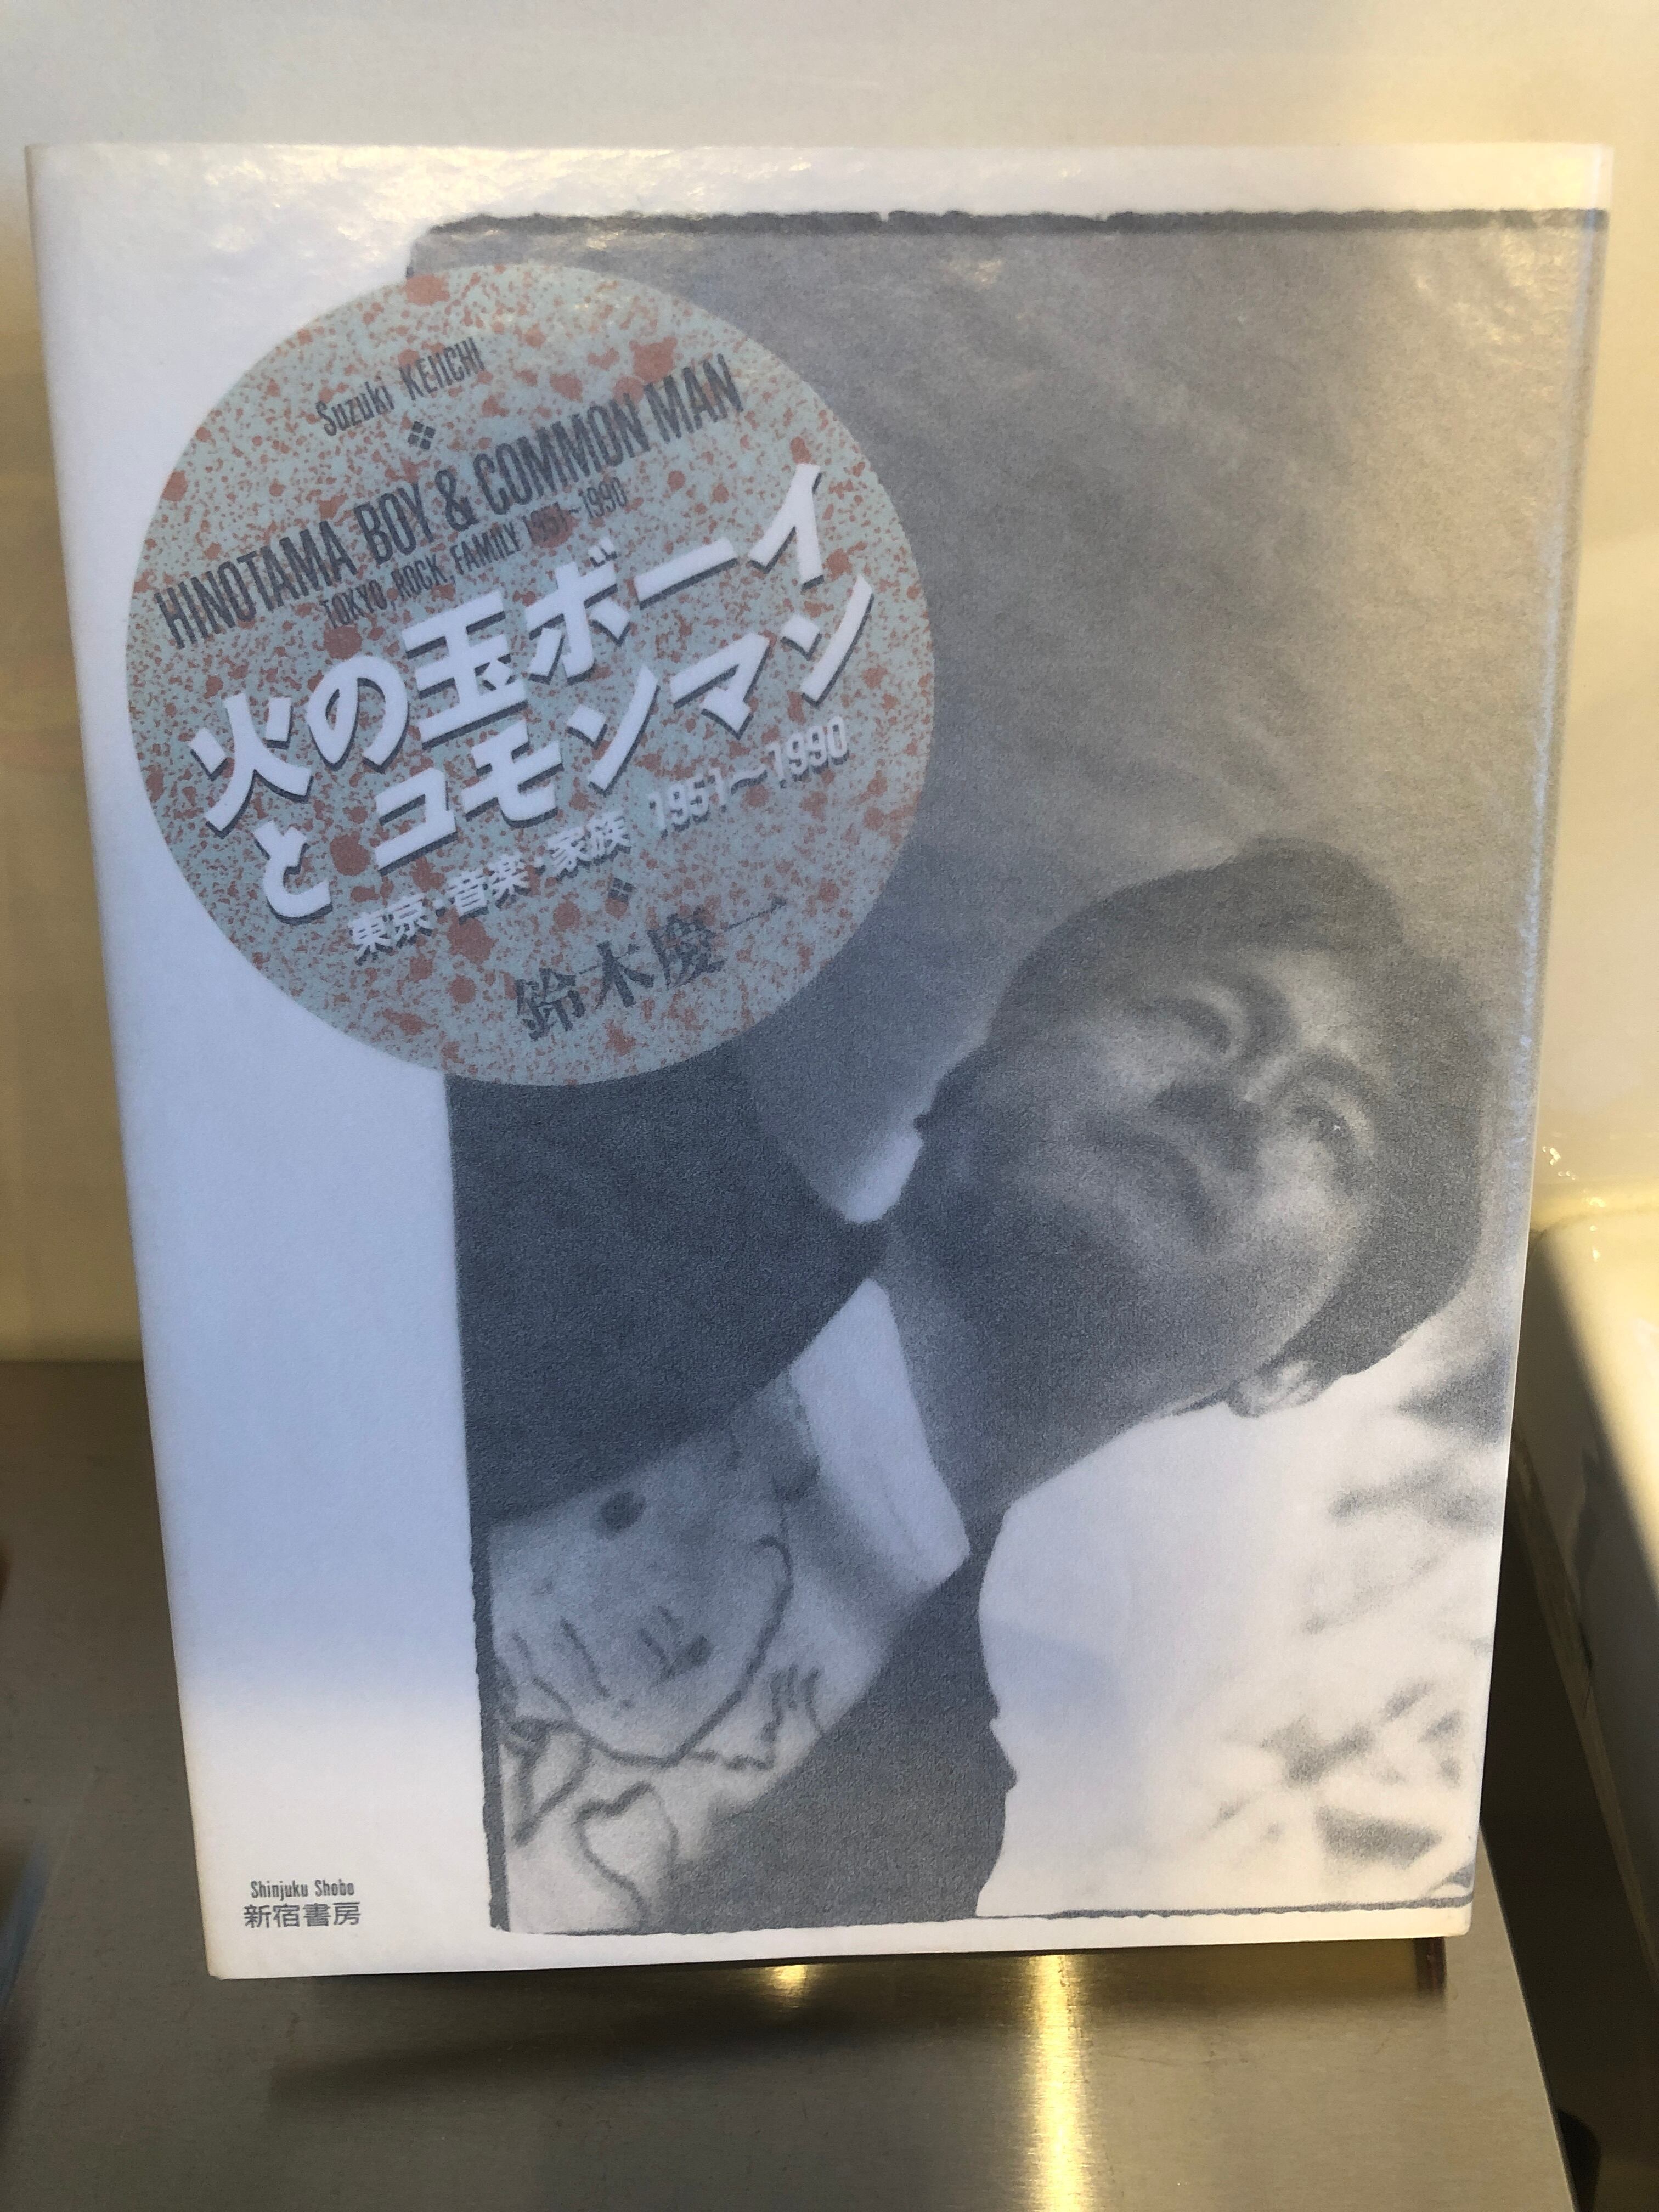 Suzuki KEIICHI
HINOTAMA BOY & COMMON MAN
TOKYO, ROCK, FAMILY 1951~1990
火の玉ボーイ
とコモンマン
東京・音楽・家族 1951〜1990
鈴木慶一
Shinjuku Shobo
新宿書房